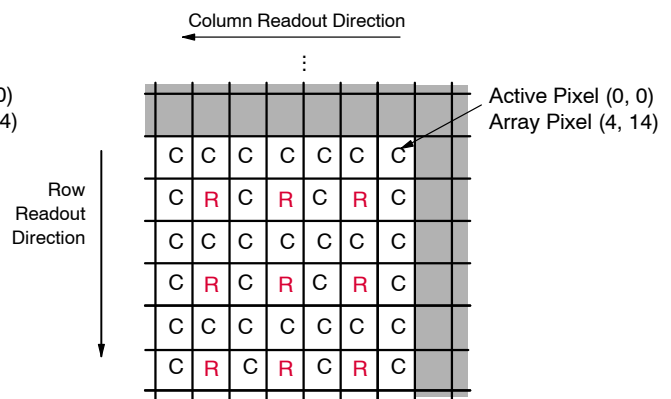 Column Readout Direction
⋮
0)
4)
Active Pixel (0, 0)
Array Pixel (4, 14)
Row
Readout
Direction
C C C C C C C
C R C R C R C
C C C C C C C
C R C R C R C
C C C C C C C
C R C R C R C